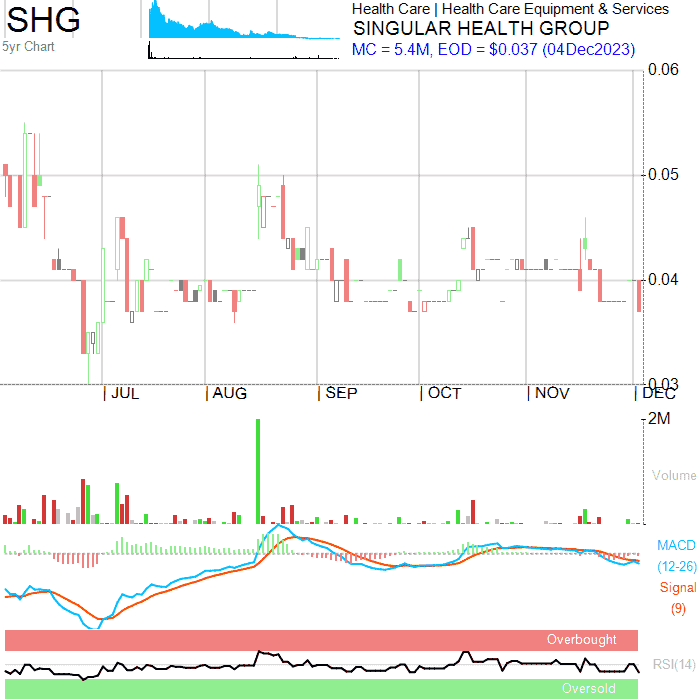 SHG
5yr Chart
Health Care | Health Care Equipment & Services
SINGULAR HEALTH GROUP
MC = 5.4M, EOD = $0.037 (04Dec2023)
0.06
0.05
0.04
0.03
| JUL | AUG | SEP | OCT | NOV | DEC
2M
Volume
MACD
(12-26)
Signal
(9)
Overbought
RSI(14)
Oversold